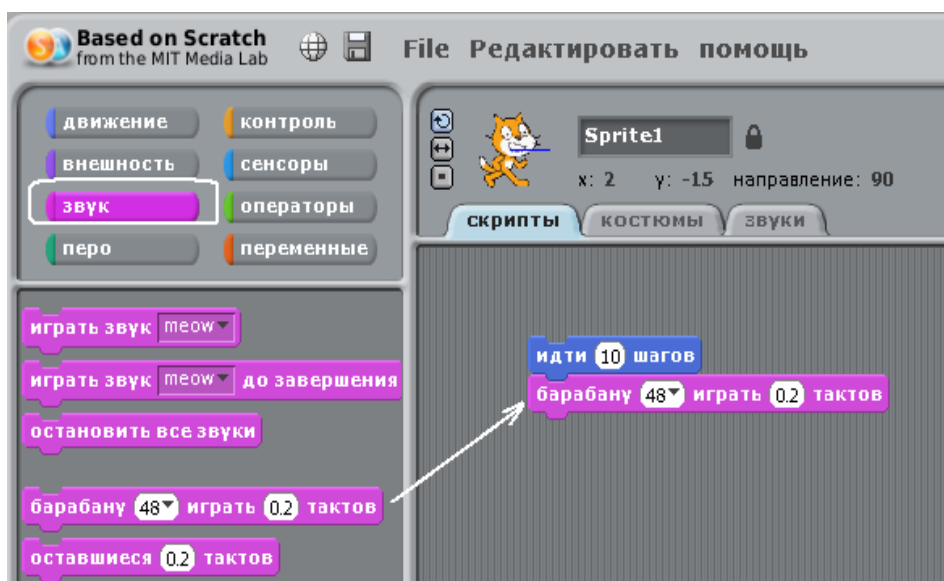 Based on Scratch
from the MIT Media Lab
File Редактировать помощь
движение контроль
внешность сенсоры
звук операторы
перо переменные
Sprite1
x: 2 y: -15 направление: 90
скрипты костюмы звуки
играть звук meow
играть звук meow до завершения
остановить все звуки
барабану 48 играть 0.2 тактов
оставшиеся 0.2 тактов
идти 10 шагов
барабану 48 играть 0.2 тактов